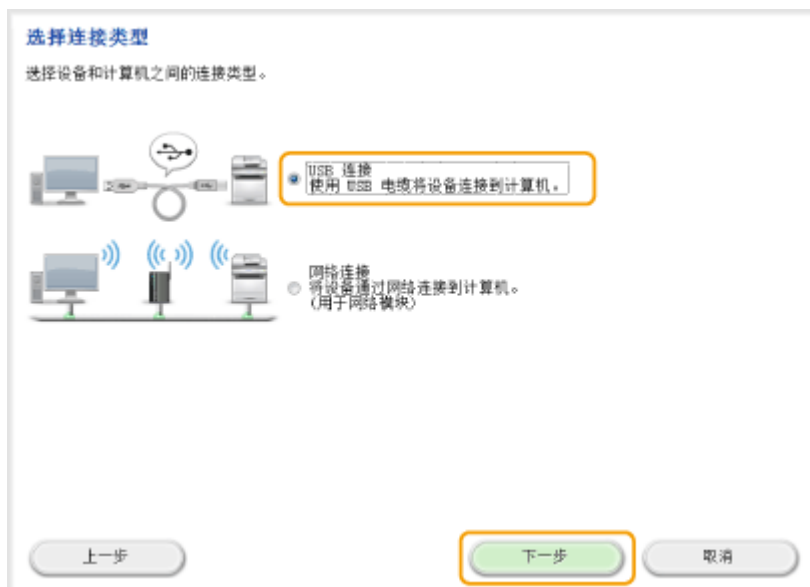 选择连接类型
选择设备和计算机之间的连接类型。
USB 连接
使用 USB 电缆将设备连接到计算机。
网络连接
将设备通过网络连接到计算机。
(用于网络模块)
上一步
下一步
取消